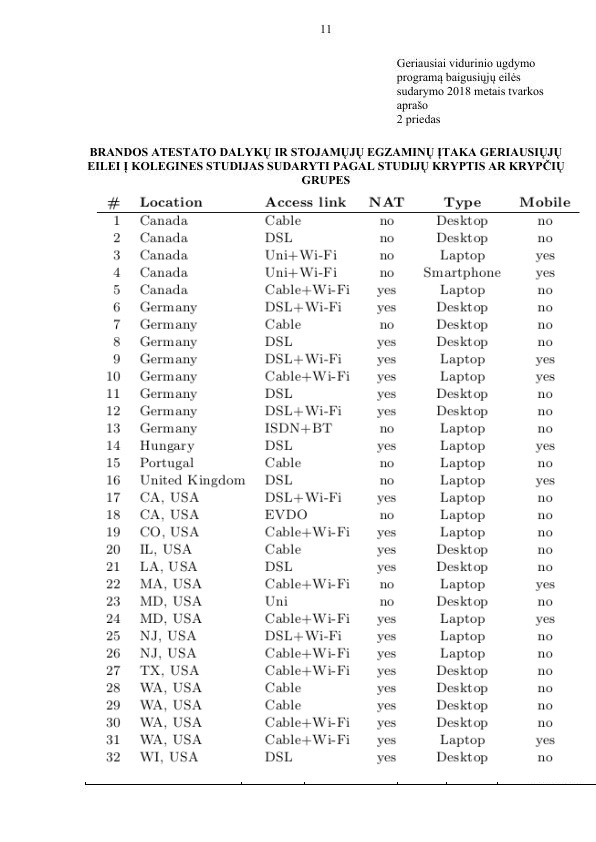 11
Geriausiai vidurinio ugdymo
programą baigusiųjų eilės
sudarymo 2018 metais tvarkos
aprašo
2 priedas
BRANDOS ATESTATO DALYKŲ IR STOJAMŲJŲ EGZAMINŲ ĮTAKA GERIAUSIŲJŲ
EILEI Į KOLEGINES STUDIJAS SUDARYTI PAGAL STUDIJŲ KRYPTIS AR KRYPČIŲ
GRUPES
# Location Access link NAT Type Mobile
1 Canada Cable no Desktop no
2 Canada DSL no Desktop no
3 Canada Uni+Wi-Fi no Laptop yes
4 Canada Uni+Wi-Fi no Smartphone yes
5 Canada Cable+Wi-Fi yes Laptop no
6 Germany DSL+Wi-Fi yes Desktop no
7 Germany Cable no Desktop no
8 Germany DSL yes Desktop no
9 Germany DSL+Wi-Fi yes Laptop yes
10 Germany Cable+Wi-Fi yes Laptop yes
11 Germany DSL yes Desktop no
12 Germany DSL+Wi-Fi yes Desktop no
13 Germany ISDN+BT no Laptop no
14 Hungary DSL yes Laptop yes
15 Portugal Cable no Laptop no
16 United Kingdom DSL no Laptop yes
17 CA, USA DSL+Wi-Fi yes Laptop no
18 CA, USA EVDO no Laptop no
19 CO, USA Cable+Wi-Fi yes Laptop no
20 IL, USA Cable yes Desktop no
21 LA, USA DSL yes Desktop no
22 MA, USA Cable+Wi-Fi no Laptop yes
23 MD, USA Uni no Desktop no
24 MD, USA Cable+Wi-Fi yes Laptop yes
25 NJ, USA DSL+Wi-Fi yes Laptop no
26 NJ, USA Cable+Wi-Fi yes Laptop no
27 TX, USA Cable+Wi-Fi yes Desktop no
28 WA, USA Cable yes Desktop no
29 WA, USA Cable yes Desktop no
30 WA, USA Cable+Wi-Fi yes Desktop no
31 WA, USA Cable+Wi-Fi yes Laptop yes
32 WI, USA DSL yes Desktop no